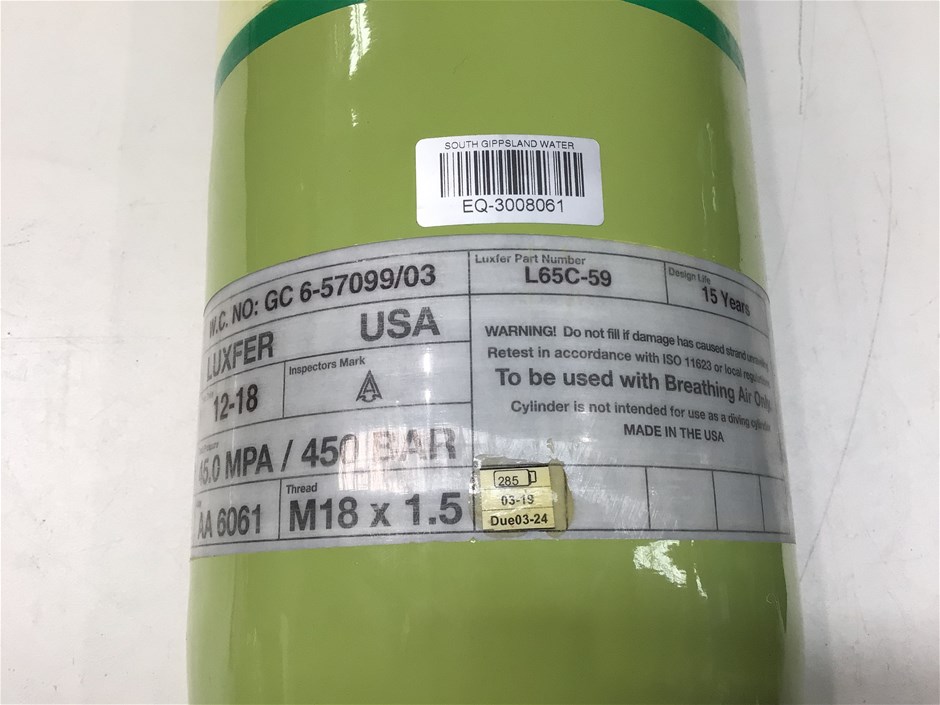 SOUTH GIPPSLAND WATER
EQ-3008061
W.C. NO: GC 6-57099/03
Luxfer Part Number
L65C-59
Design Life
15 Years
LUXFER
USA
12-18
Inspectors Mark
WARNING! Do not fill if damage has caused strand
Retest in accordance with ISO 11623 or local
To be used with Breathing Air Only
Cylinder is not intended for use as a diving
MADE IN THE USA
MPA / 450 BAR
AA 6061
Thread
M18 x 1.5
285
03-19
Due03-24